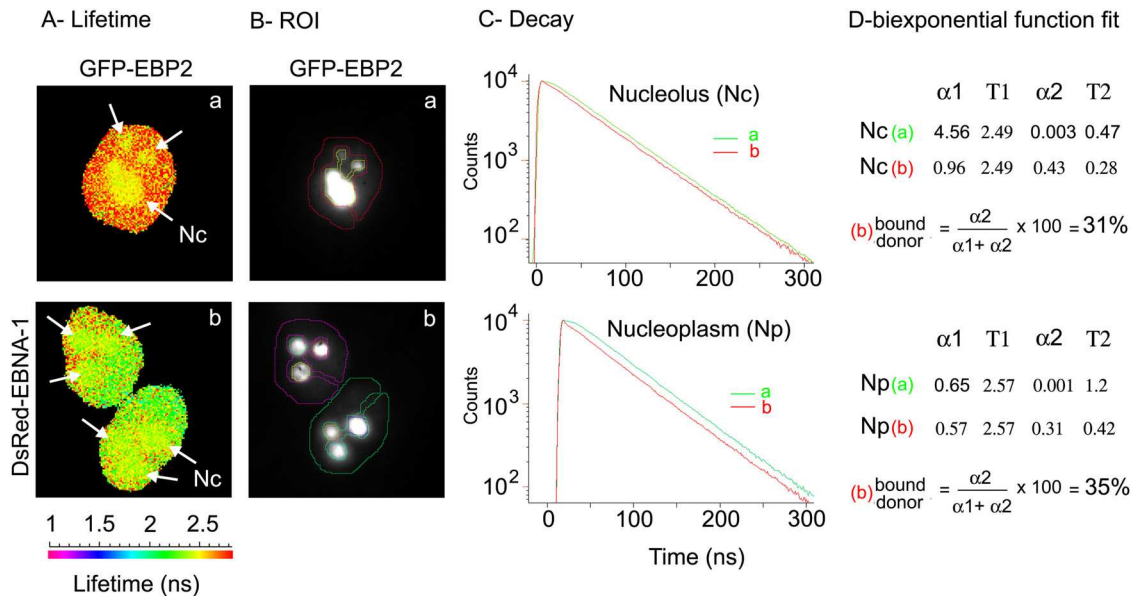 A- Lifetime
B- ROI
C- Decay
D-biexponential function fit
GFP-EBP2
GFP-EBP2
a
Nc
a
DsRed-EBNA-1
b
Nc
b
1 1.5 2 2.5
Lifetime (ns)
Nucleolus (Nc)
a
b
Counts
10⁴
10³
10²
0 100 200 300
Nucleoplasm (Np)
a
b
Counts
10⁴
10³
10²
0 100 200 300
Time (ns)
α1 T1 α2 T2
Nc(a) 4.56 2.49 0.003 0.47
Nc(b) 0.96 2.49 0.43 0.28
(b) bound donor = α2 / α1+ α2 x 100 = 31%
α1 T1 α2 T2
Np(a) 0.65 2.57 0.001 1.2
Np(b) 0.57 2.57 0.31 0.42
(b) bound donor = α2 / α1+ α2 x 100 = 35%